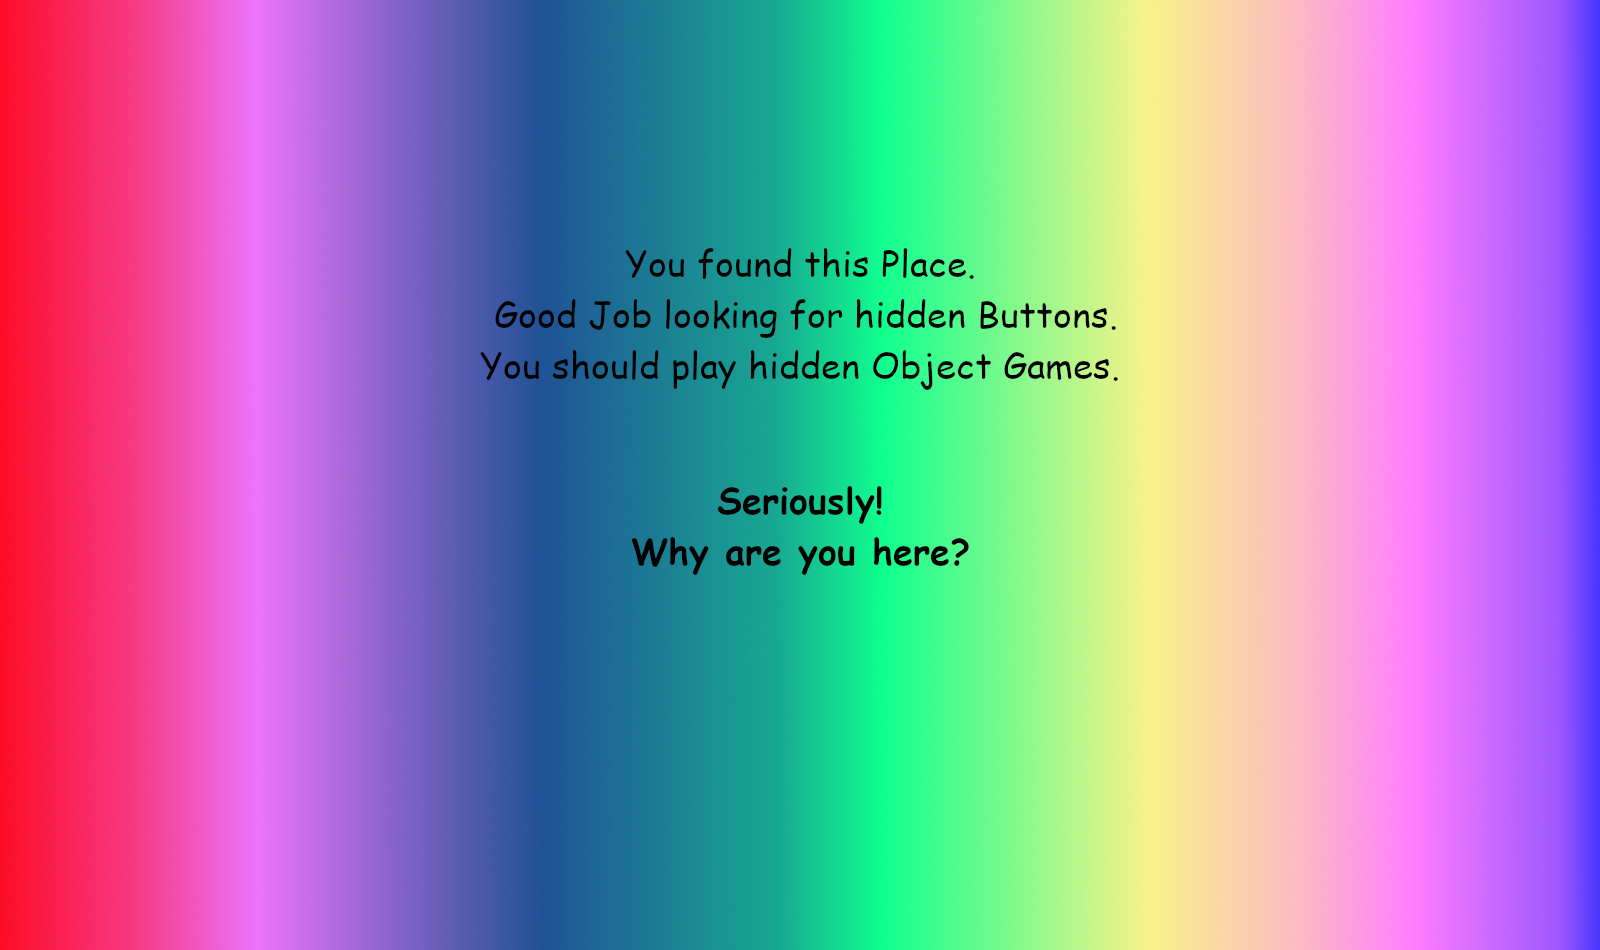 You found this Place.
Good Job looking for hidden Buttons.
You should play hidden Object Games.
Seriously!
Why are you here?